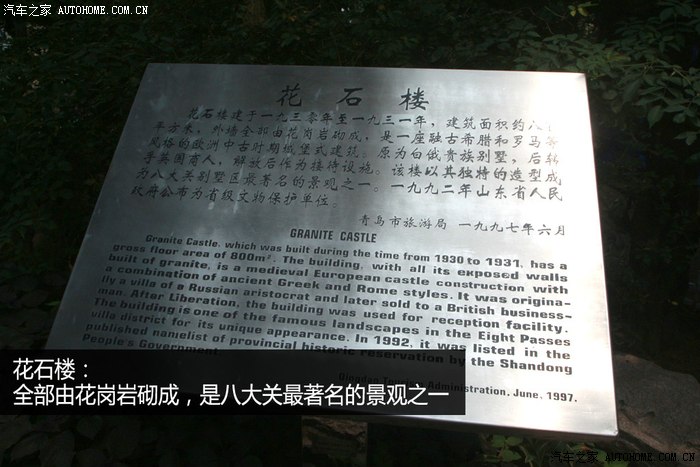 汽车之家 AUTOHOME.COM.CN
花石楼
花石楼建于一九三零年至一九三一年，建筑面积约八
平方米，外墙全部由花岗岩砌成，是一座融古希腊和罗马
风格的欧洲中古时期城堡式建筑。原为白俄贵族别墅，后转
手英国商人，解放后作为接待设施。该楼以其独特的造型成
为八大关别墅区最著名的景观之一。一九九二年山东省人民
政府公布为省级文物保护单位。
青岛市旅游局 一九九七年六月
GRANITE CASTLE
Granite Castle, which was built during the time from 1930 to 1931, has a
gross floor area of 800m². The building, with all its exposed walls
built of granite, is a medieval European castle construction with
a combination of ancient Greek and Rome styles. It was origina-
lly a villa of a Russian aristocrat and later sold to a British business-
man. After Liberation, the building was used for reception facility.
The building is one of the famous landscapes in the Eight Passes
villa district for its unique appearance. In 1992, it was listed in the
published namelist of provincial historic reservation by the Shandong
People's Government.
Administration, June, 1997.
花石楼：
全部由花岗岩砌成，是八大关最著名的景观之一
汽车之家 AUTOHOME.COM.CN